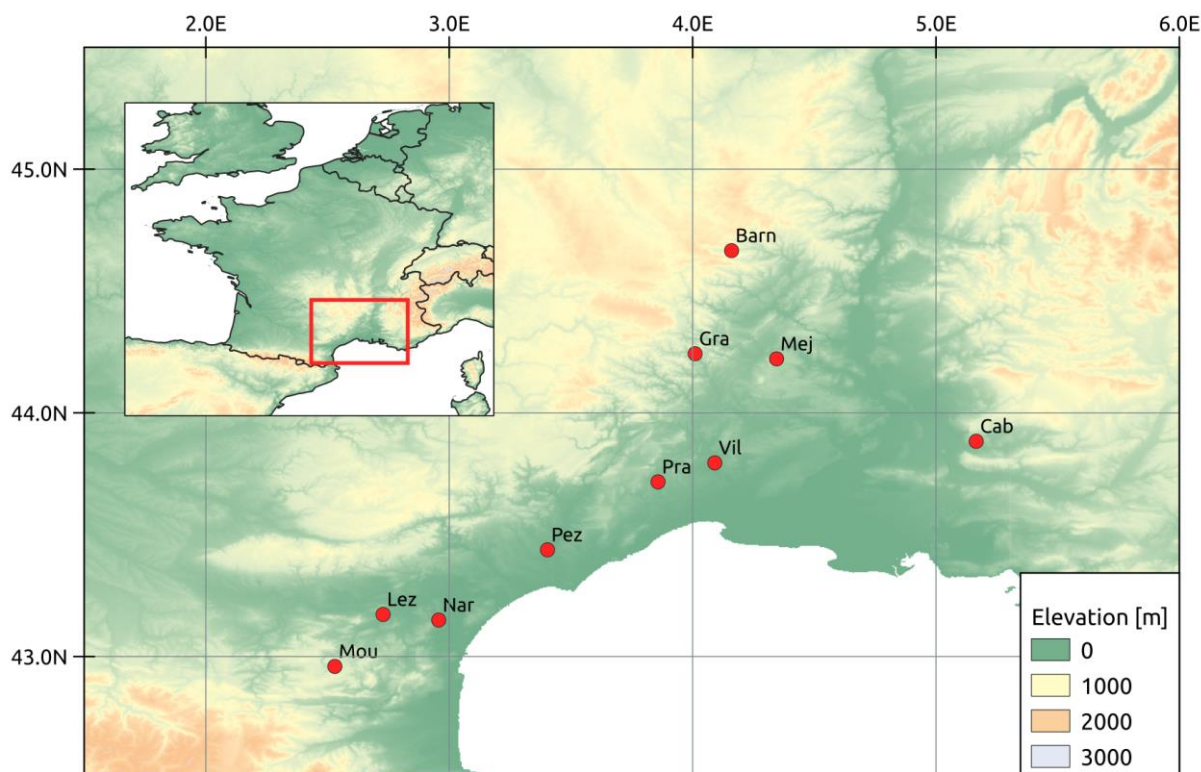 2.0E 3.0E 4.0E 5.0E 6.0E
45.0N
Barn
Gra
Mej
44.0N
Cab
Vil
Pra
Pez
Lez
Nar
43.0N
Mou
Elevation [m]
0
1000
2000
3000